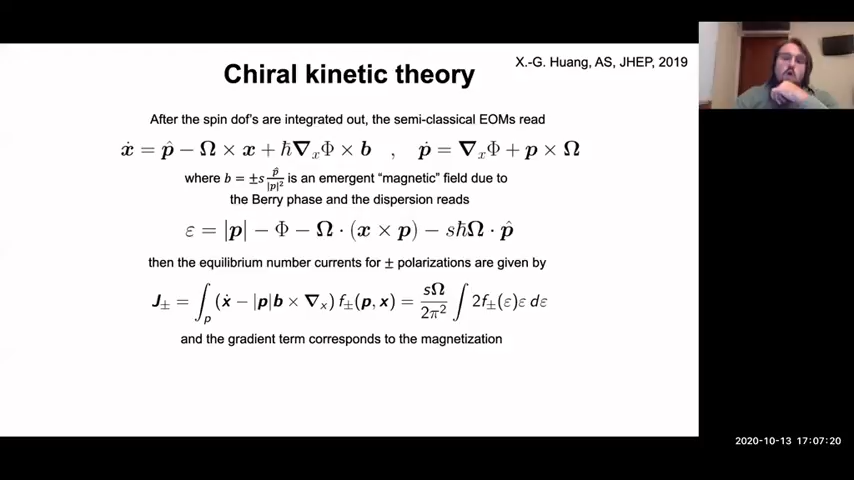 X.-G. Huang, AS, JHEP, 2019
Chiral kinetic theory
After the spin dof's are integrated out, the semi-classical EOMs read
ẋ = p̂ − Ω × x + ħ∇ₓΦ × b , ṗ = ∇ₓΦ + p × Ω
where b = ±s p̂/|p|² is an emergent “magnetic” field due to
the Berry phase and the dispersion reads
ε = |p| − Φ − Ω · (x × p) − sħΩ · p̂
then the equilibrium number currents for ± polarizations are given by
J± = ∫ₚ (ẋ − |p|b × ∇ₓ) f±(p, x) = sΩ/2π² ∫ 2f±(ε)ε dε
and the gradient term corresponds to the magnetization
2020-10-13 17:07:20